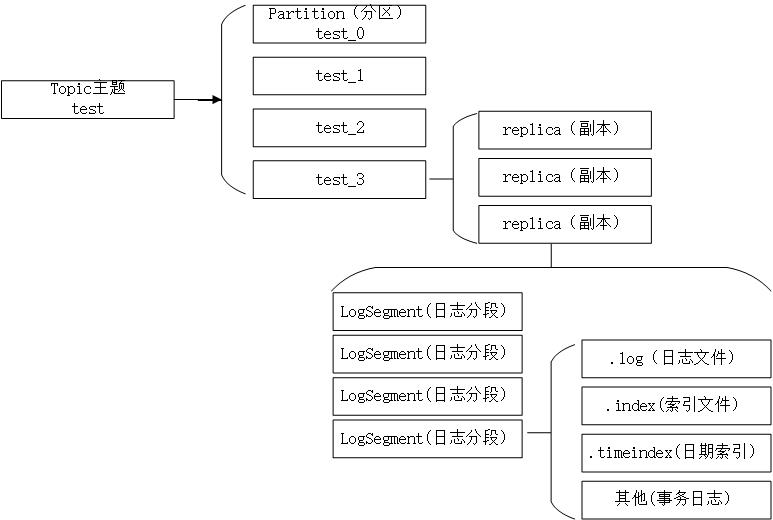 Partition（分区）
test_0
test_1
Topic主题
test
test_2
test_3
replica（副本）
replica（副本）
replica（副本）
LogSegment(日志分段)
LogSegment(日志分段)
LogSegment(日志分段)
LogSegment(日志分段)
.log（日志文件）
.index(索引文件)
.timeindex(日期索引)
其他(事务日志)